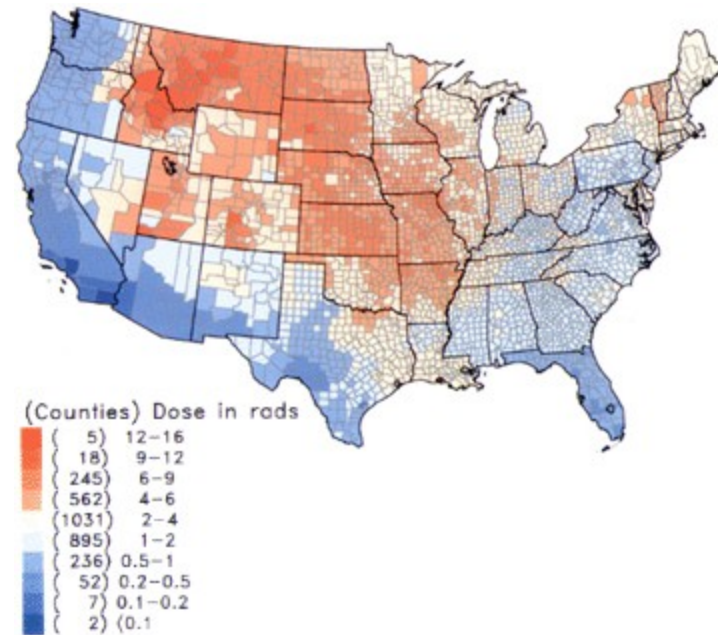 (Counties) Dose in rads
( 5) 12-16
( 18) 9-12
( 245) 6-9
( 562) 4-6
(1031) 2-4
( 895) 1-2
( 236) 0.5-1
( 52) 0.2-0.5
( 7) 0.1-0.2
( 2) <0.1